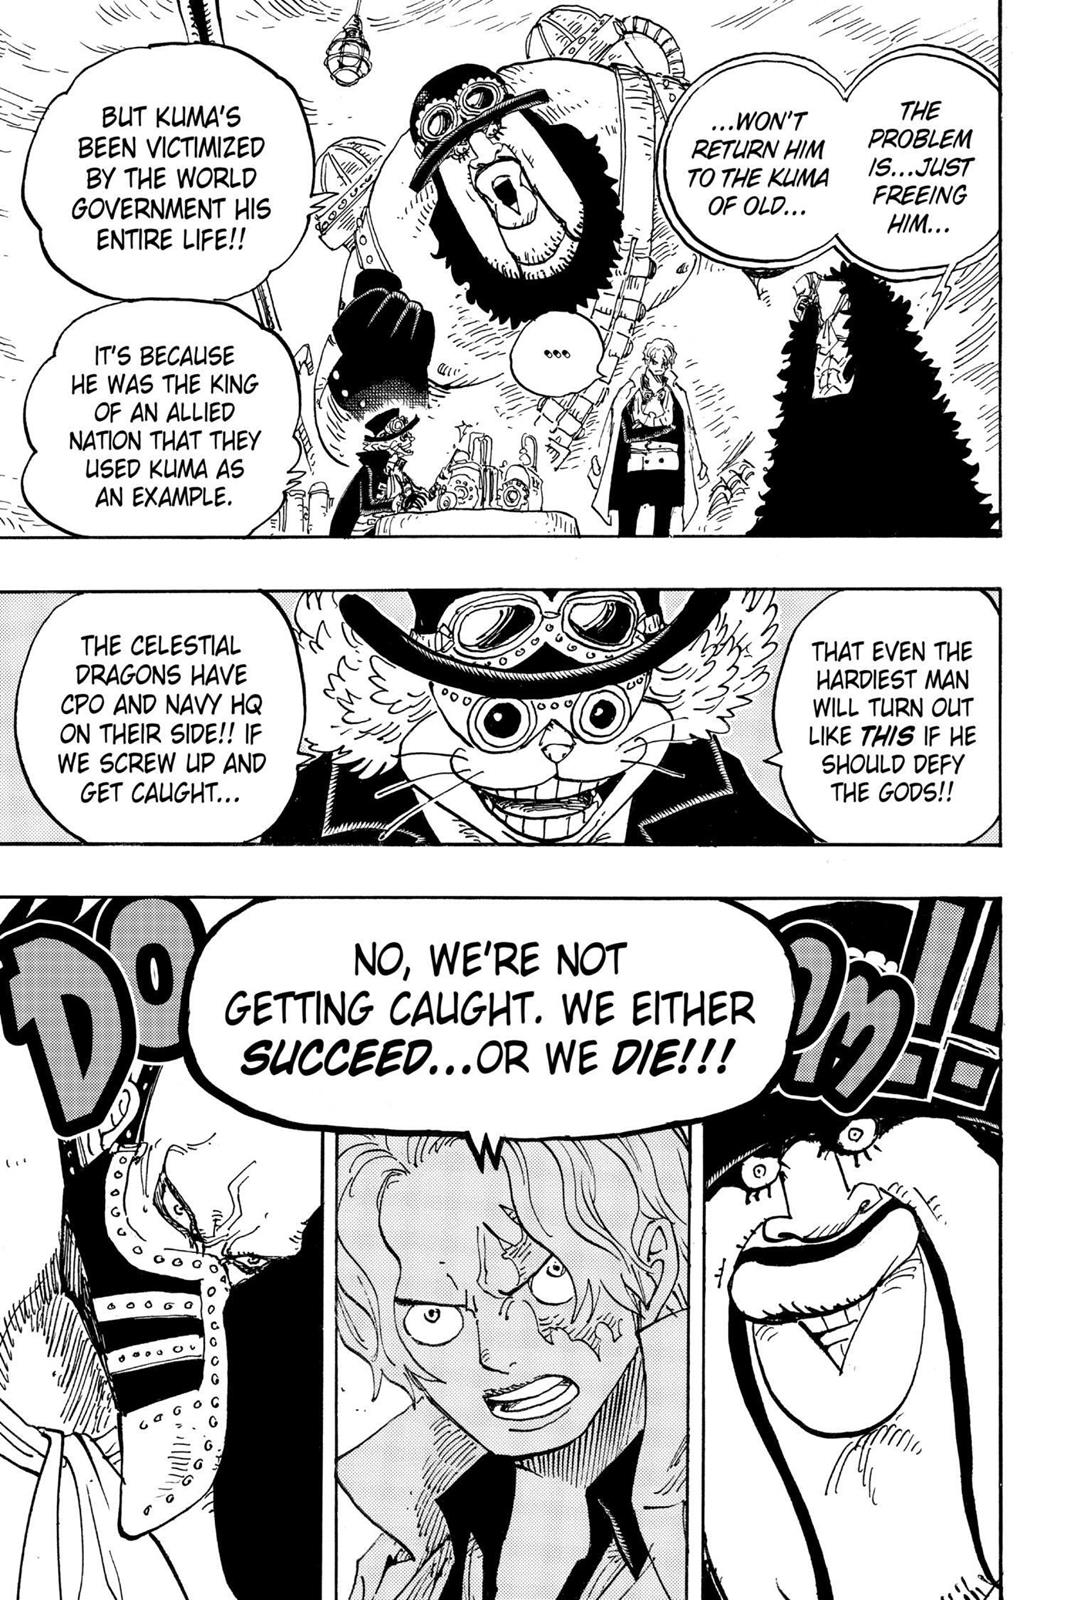 THE
PROBLEM
IS...JUST
FREEING
HIM...
...WON'T
RETURN HIM
TO THE KUMA
OF OLD...
BUT KUMA'S
BEEN VICTIMIZED
BY THE WORLD
GOVERNMENT HIS
ENTIRE LIFE!!
...
IT'S BECAUSE
HE WAS THE KING
OF AN ALLIED
NATION THAT THEY
USED KUMA AS
AN EXAMPLE.
THAT EVEN THE
HARDIEST MAN
WILL TURN OUT
LIKE THIS IF HE
SHOULD DEFY
THE GODS!!
THE CELESTIAL
DRAGONS HAVE
CP0 AND NAVY HQ
ON THEIR SIDE!! IF
WE SCREW UP AND
GET CAUGHT...
NO, WE'RE NOT
GETTING CAUGHT. WE EITHER
SUCCEED...OR WE DIE!!!
DOOM!!